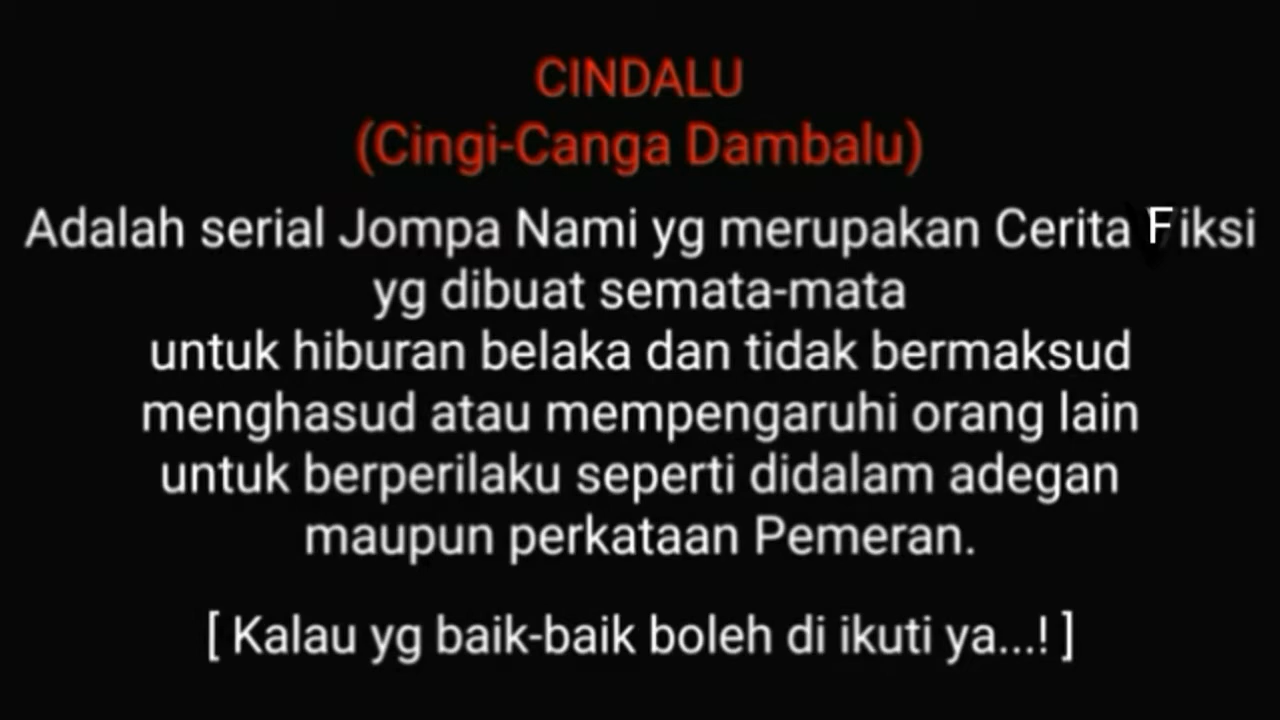 CINDALU
(Cingi-Canga Dambalu)
Adalah serial Jompa Nami yg merupakan Cerita Fiksi
yg dibuat semata-mata
untuk hiburan belaka dan tidak bermaksud
menghasud atau mempengaruhi orang lain
untuk berperilaku seperti didalam adegan
maupun perkataan Pemeran.
[ Kalau yg baik-baik boleh di ikuti ya...! ]